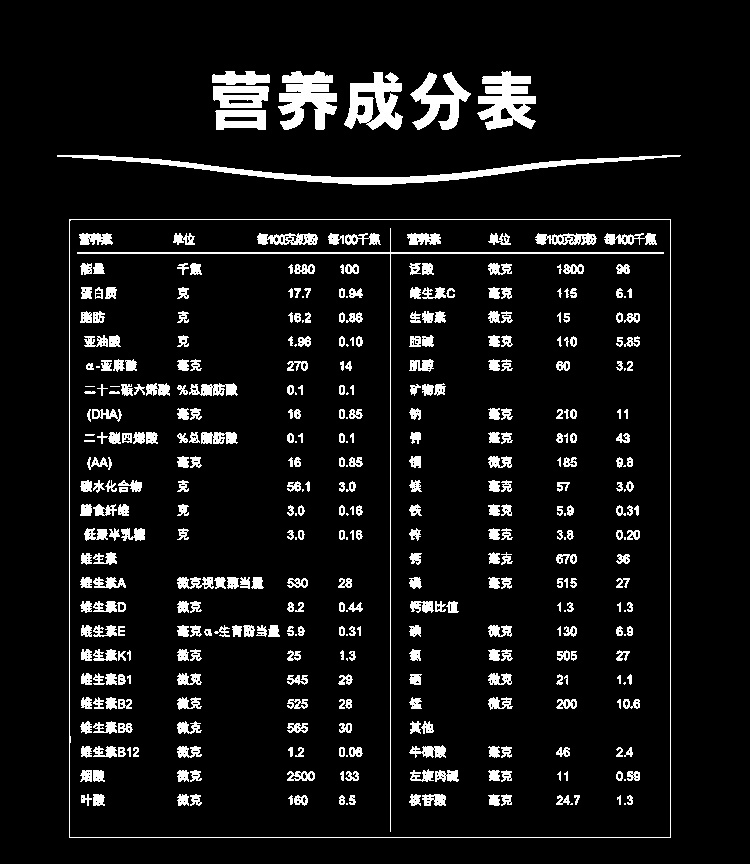 营养成分表
营养素 单位 每100克奶粉 每100千焦
能量 千焦 1880 100
蛋白质 克 17.7 0.94
脂肪 克 16.2 0.86
亚油酸 克 1.96 0.10
α-亚麻酸 毫克 270 14
二十二碳六烯酸 %总脂肪酸 0.1 0.1
(DHA) 毫克 16 0.85
二十碳四烯酸 %总脂肪酸 0.1 0.1
(AA) 毫克 16 0.85
碳水化合物 克 56.1 3.0
膳食纤维 克 3.0 0.16
低聚半乳糖 克 3.0 0.16
维生素
维生素A 微克视黄醇当量 530 28
维生素D 微克 8.2 0.44
维生素E 毫克α-生育酚当量 5.9 0.31
维生素K1 微克 25 1.3
维生素B1 微克 545 29
维生素B2 微克 525 28
维生素B6 微克 565 30
维生素B12 微克 1.2 0.06
烟酸 微克 2500 133
叶酸 微克 160 8.5
营养素 单位 每100克奶粉 每100千焦
泛酸 微克 1800 96
维生素C 毫克 115 6.1
生物素 微克 15 0.80
胆碱 毫克 110 5.85
肌醇 毫克 60 3.2
矿物质
钠 毫克 210 11
钾 毫克 810 43
铜 微克 185 9.8
镁 毫克 57 3.0
铁 毫克 5.9 0.31
锌 毫克 3.8 0.20
钙 毫克 670 36
磷 毫克 515 27
钙磷比值 1.3 1.3
碘 微克 130 6.9
氯 毫克 505 27
硒 微克 21 1.1
锰 微克 200 10.6
其他
牛磺酸 毫克 46 2.4
左旋肉碱 毫克 11 0.59
核苷酸 毫克 24.7 1.3